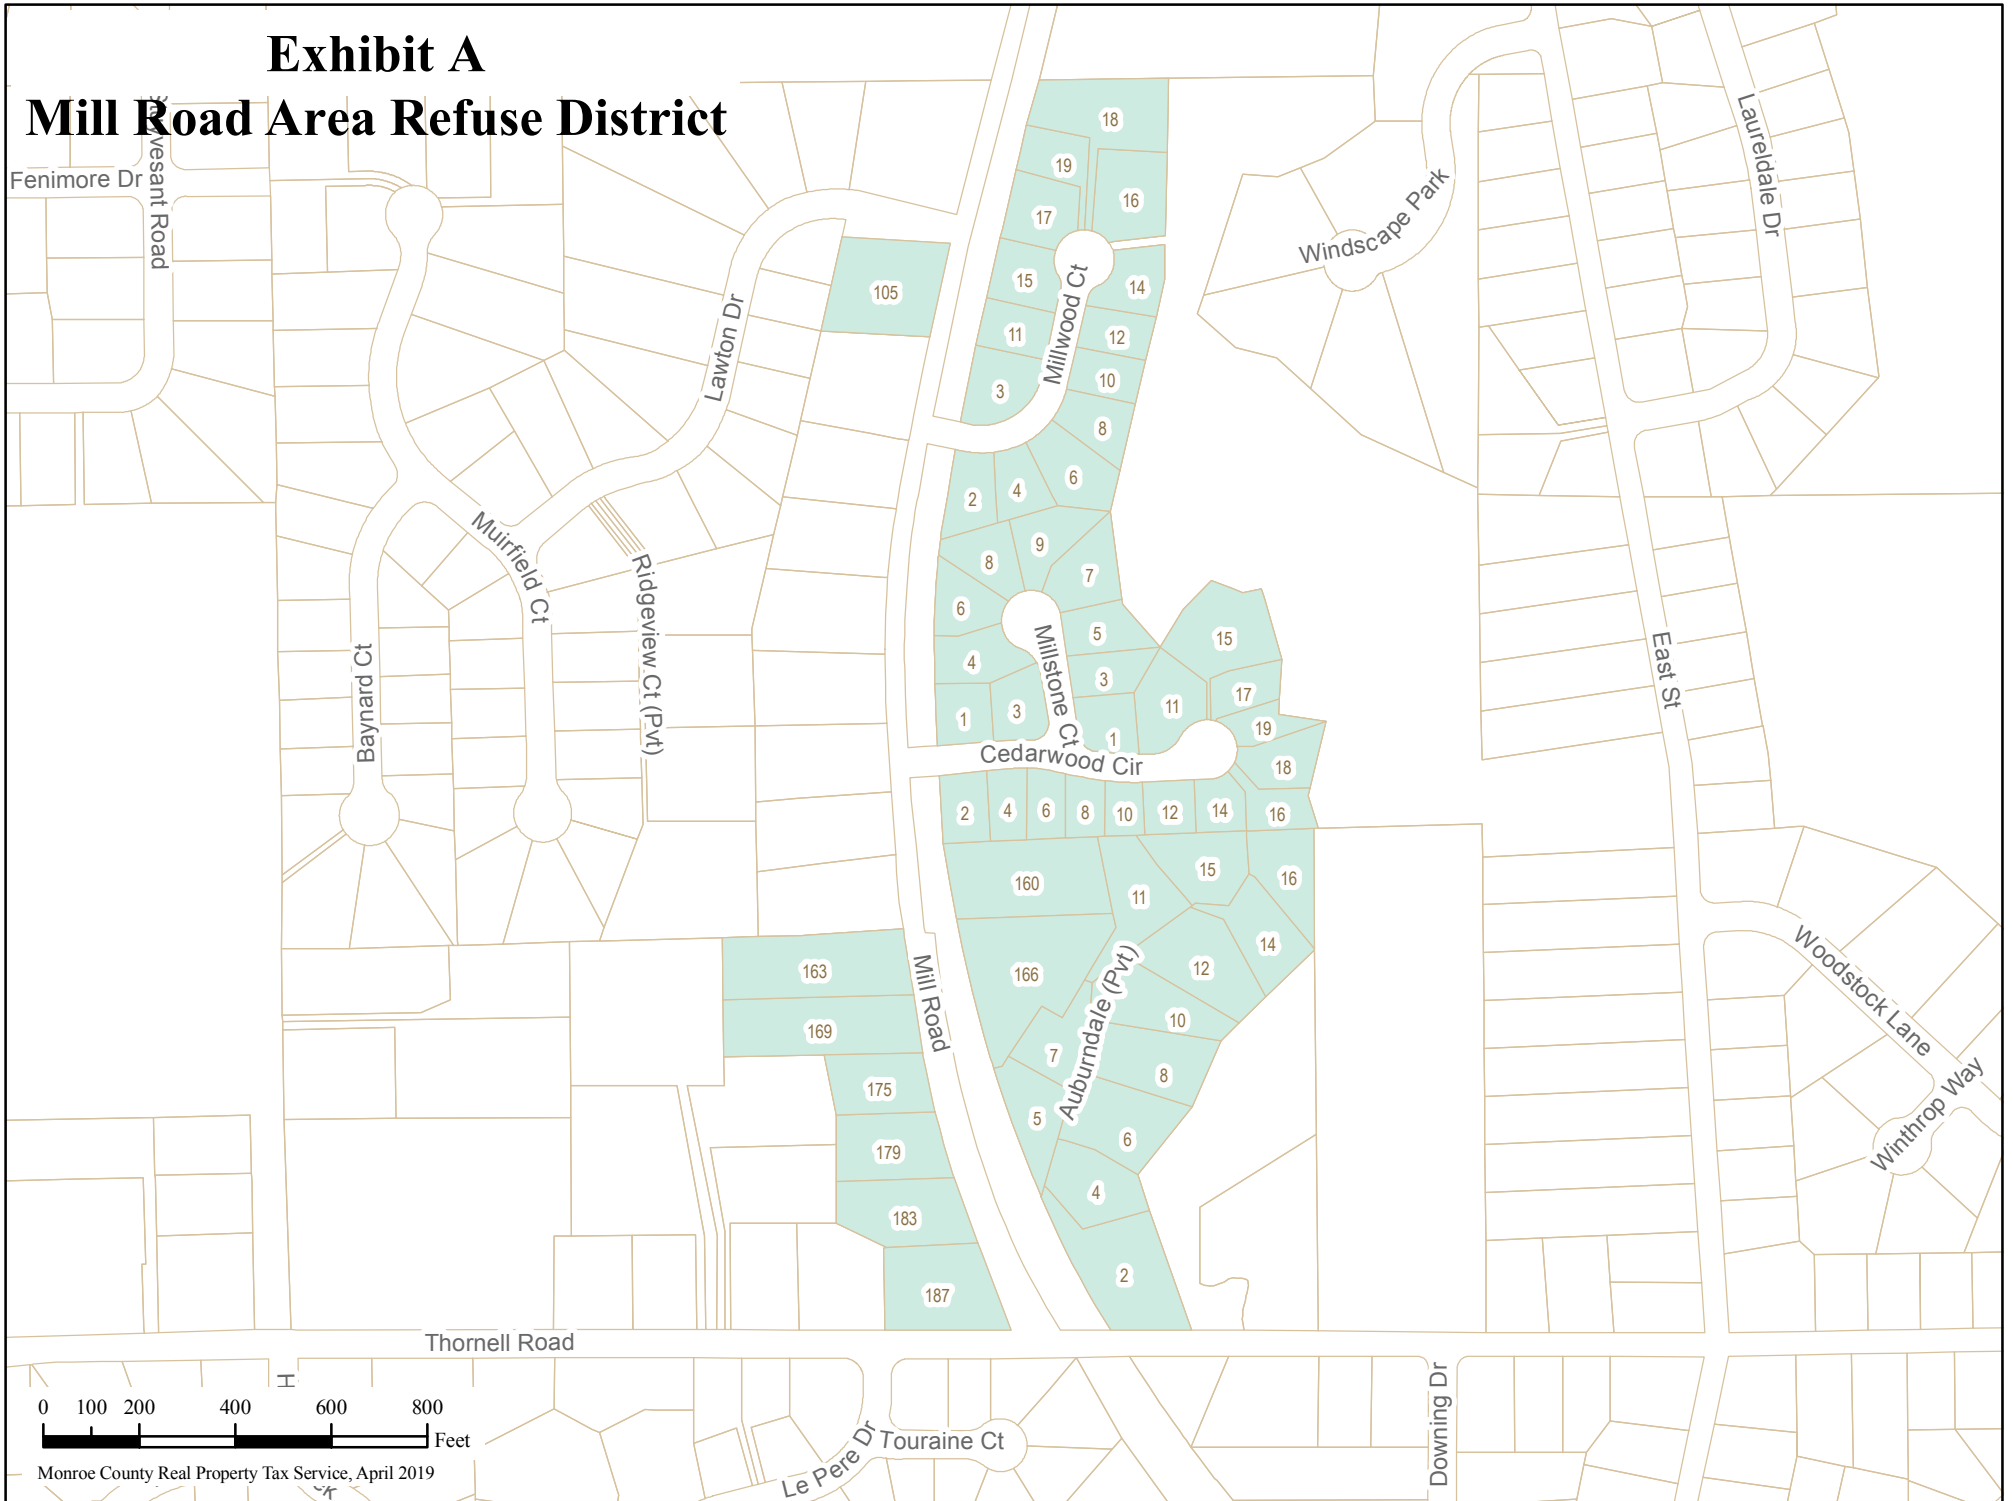 Exhibit A
Mill Road Area Refuse District
Fenimore Dr
Stuyvesant Road
Laureldale Dr
Windscape Park
18
19
16
17
15
14
105
11
12
Millwood Ct
Lawton Dr
3
10
8
6
2
4
9
8
7
Muirfield Ct
Ridgeview Ct (Pvt)
6
5
15
4
Millstone Ct
3
17
11
1
3
19
1
East St
Baynard Ct
Cedarwood Cir
18
2
4
6
8
10
12
14
16
160
11
15
16
163
166
12
14
Woodstock Lane
169
Mill Road
Auburndale (Pvt)
10
7
8
175
5
6
Winthrop Way
179
4
183
2
187
Thornell Road
H
0 100 200 400 600 800
Feet
Touraine Ct
Le Pere Dr
Downing Dr
Monroe County Real Property Tax Service, April 2019